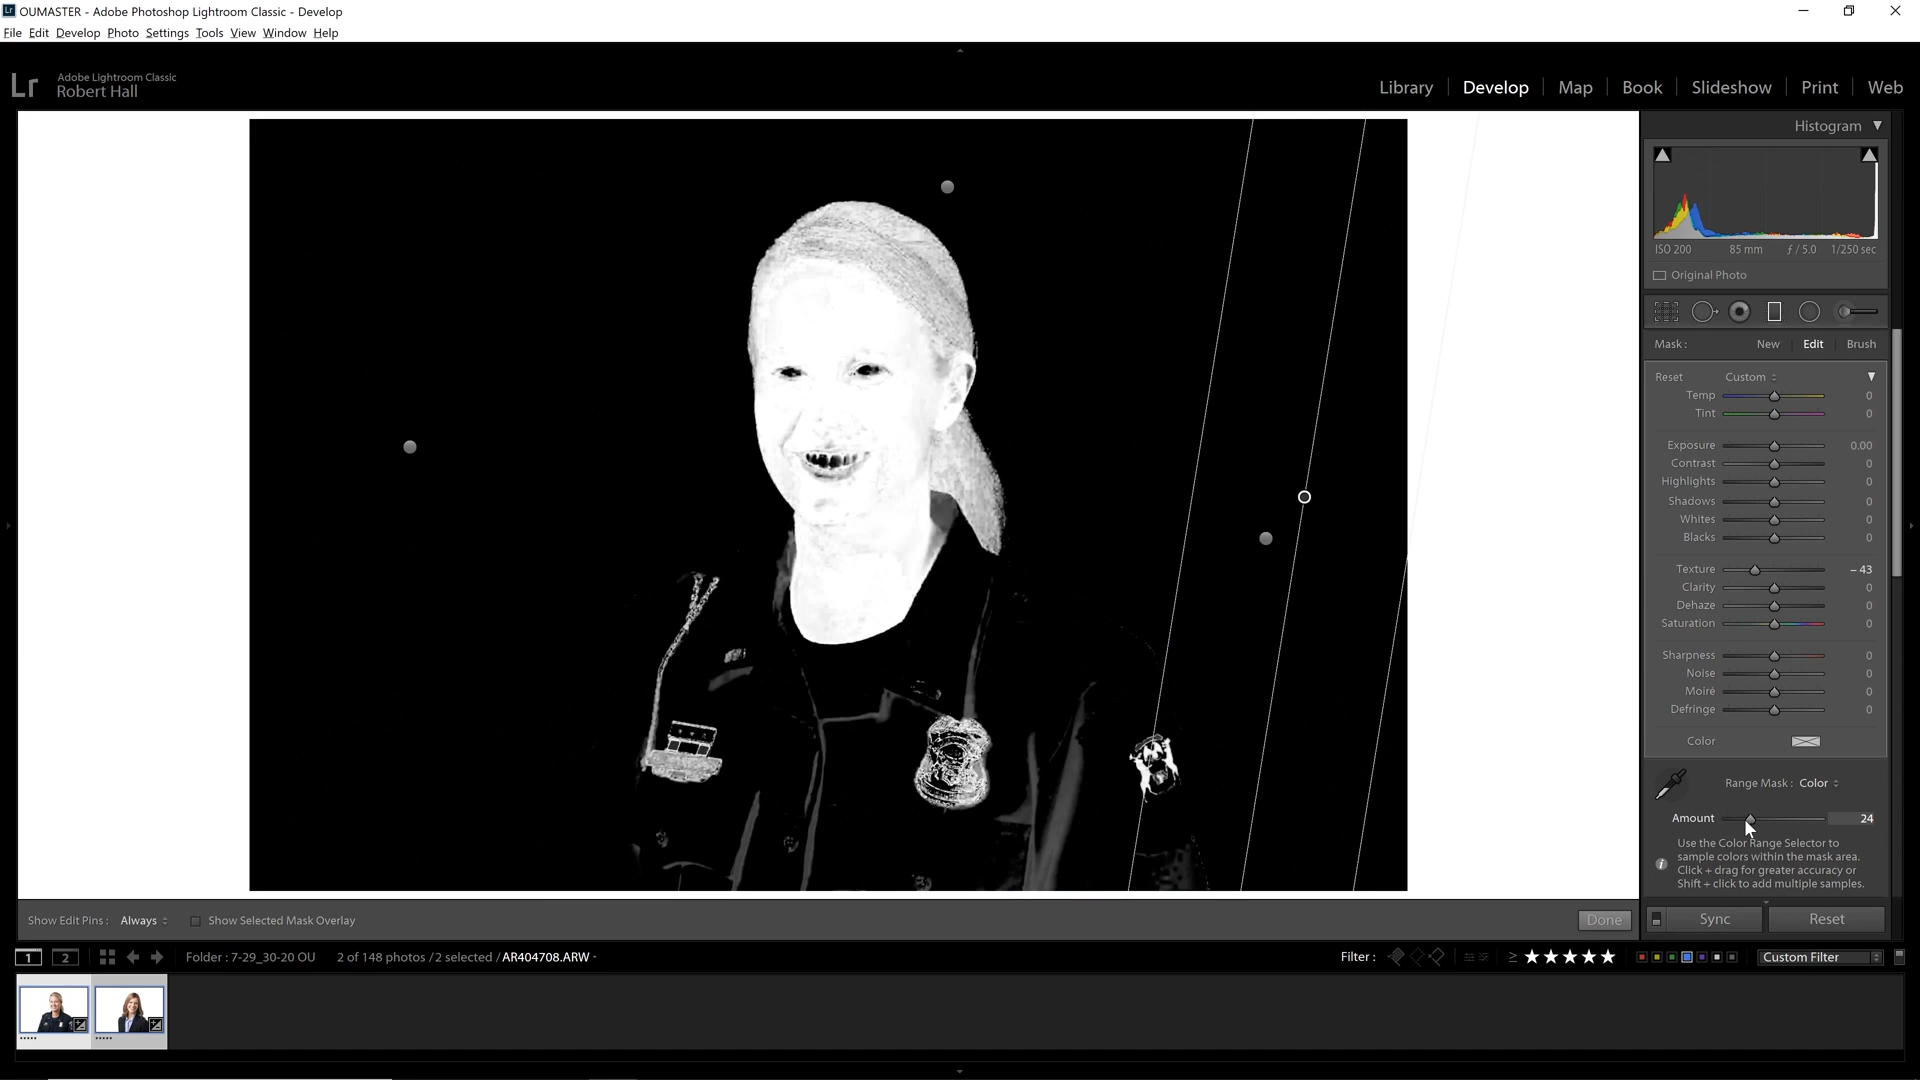 OUMASTER - Adobe Photoshop Lightroom Classic - Develop
File Edit Develop Photo Settings Tools View Window Help
Lr
Adobe Lightroom Classic
Robert Hall
Library | Develop | Map | Book | Slideshow | Print | Web
Histogram
ISO 200 85 mm ƒ / 5.0 1/250 sec
Original Photo
Mask : New Edit Brush
Reset Custom
Temp 0
Tint 0
Exposure 0.00
Contrast 0
Highlights 0
Shadows 0
Whites 0
Blacks 0
Texture – 43
Clarity 0
Dehaze 0
Saturation 0
Sharpness 0
Noise 0
Moiré 0
Defringe 0
Color
Range Mask : Color
Amount 24
Use the Color Range Selector to
sample colors within the mask area.
Click + drag for greater accuracy or
Shift + click to add multiple samples.
Show Edit Pins : Always Show Selected Mask Overlay Done
Sync Reset
1 2 Folder : 7-29_30-20 OU 2 of 148 photos / 2 selected / AR404708.ARW Filter : ≥ ★★★★★ Custom Filter